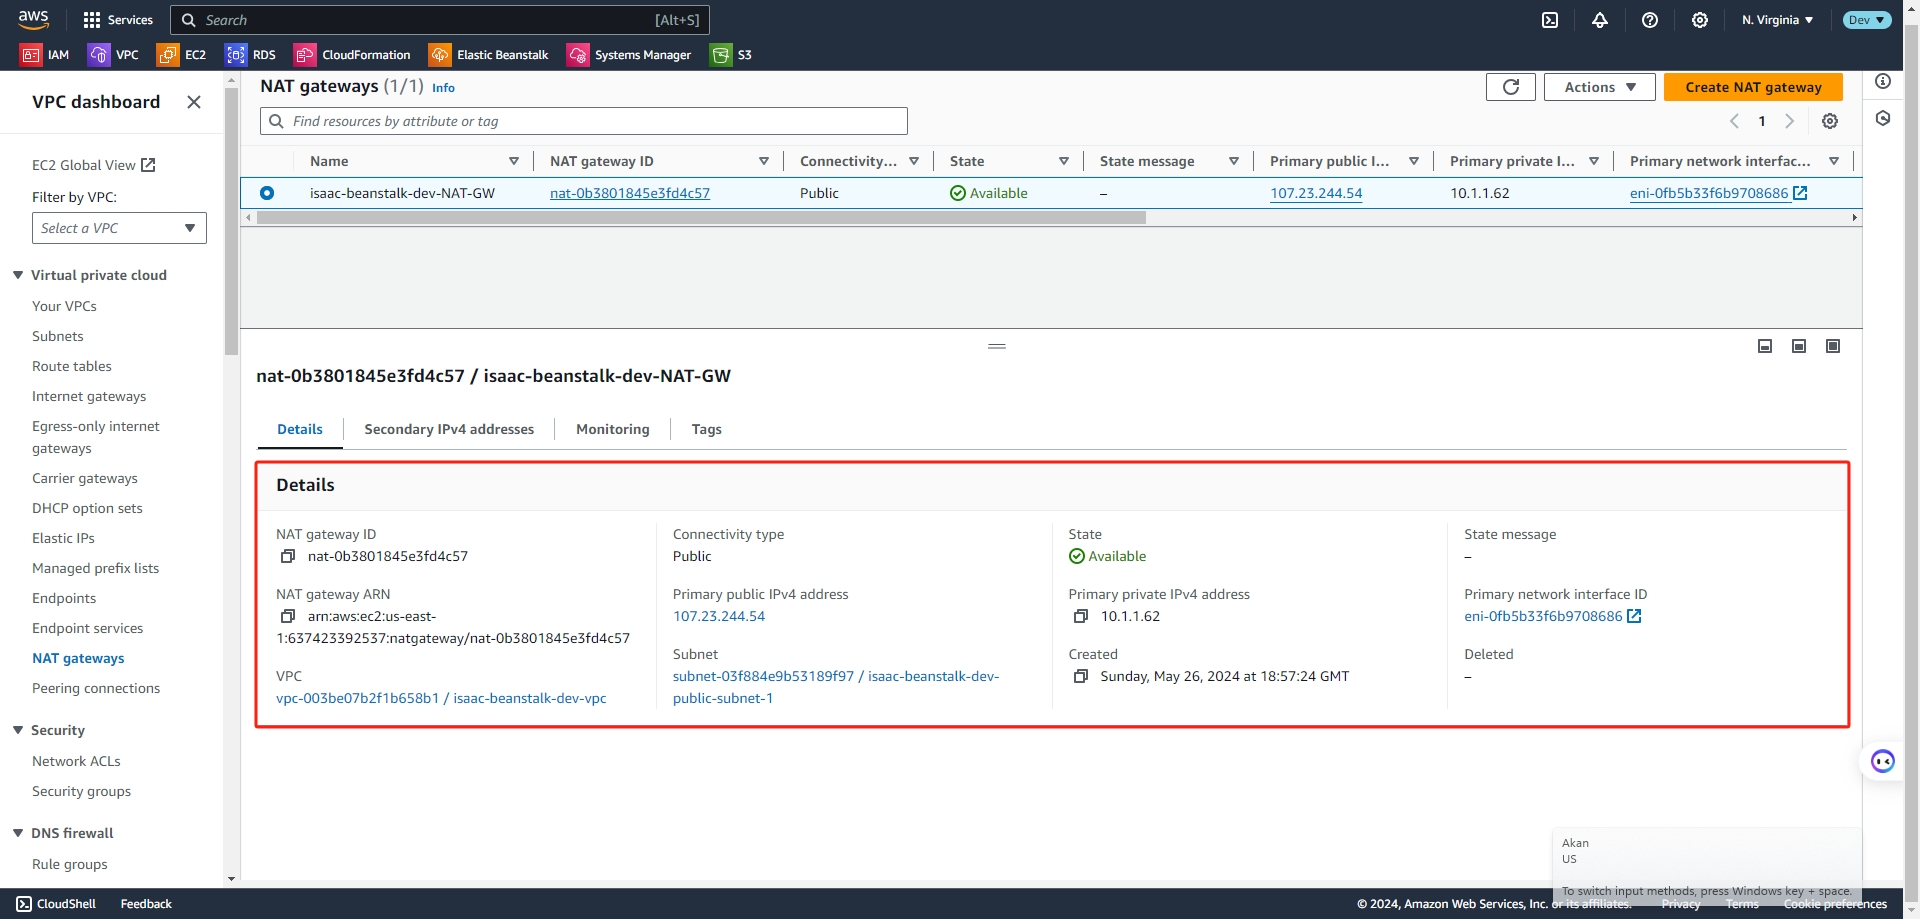 aws
Services
Search
[Alt+S]
N. Virginia
Dev
IAM
VPC
EC2
RDS
CloudFormation
Elastic Beanstalk
Systems Manager
S3
VPC dashboard
EC2 Global View
Filter by VPC:
Select a VPC
Virtual private cloud
Your VPCs
Subnets
Route tables
Internet gateways
Egress-only internet
gateways
Carrier gateways
DHCP option sets
Elastic IPs
Managed prefix lists
Endpoints
Endpoint services
NAT gateways
Peering connections
Security
Network ACLs
Security groups
DNS firewall
Rule groups
NAT gateways (1/1) Info
Actions
Create NAT gateway
Find resources by attribute or tag
1
Name
NAT gateway ID
Connectivity...
State
State message
Primary public I...
Primary private I...
Primary network interfac...
isaac-beanstalk-dev-NAT-GW
nat-0b3801845e3fd4c57
Public
Available
–
107.23.244.54
10.1.1.62
eni-0fb5b33f6b9708686
nat-0b3801845e3fd4c57 / isaac-beanstalk-dev-NAT-GW
Details
Secondary IPv4 addresses
Monitoring
Tags
Details
NAT gateway ID
nat-0b3801845e3fd4c57
NAT gateway ARN
arn:aws:ec2:us-east-
1:637423392537:natgateway/nat-0b3801845e3fd4c57
VPC
vpc-003be07b2f1b658b1 / isaac-beanstalk-dev-vpc
Connectivity type
Public
Primary public IPv4 address
107.23.244.54
Subnet
subnet-03f884e9b53189f97 / isaac-beanstalk-dev-
public-subnet-1
State
Available
Primary private IPv4 address
10.1.1.62
Created
Sunday, May 26, 2024 at 18:57:24 GMT
State message
–
Primary network interface ID
eni-0fb5b33f6b9708686
Deleted
–
Akan
US
To switch input methods, press Windows key + space.
CloudShell
Feedback
© 2024, Amazon Web Services, Inc. or its affiliates.
Privacy
Terms
Cookie preferences